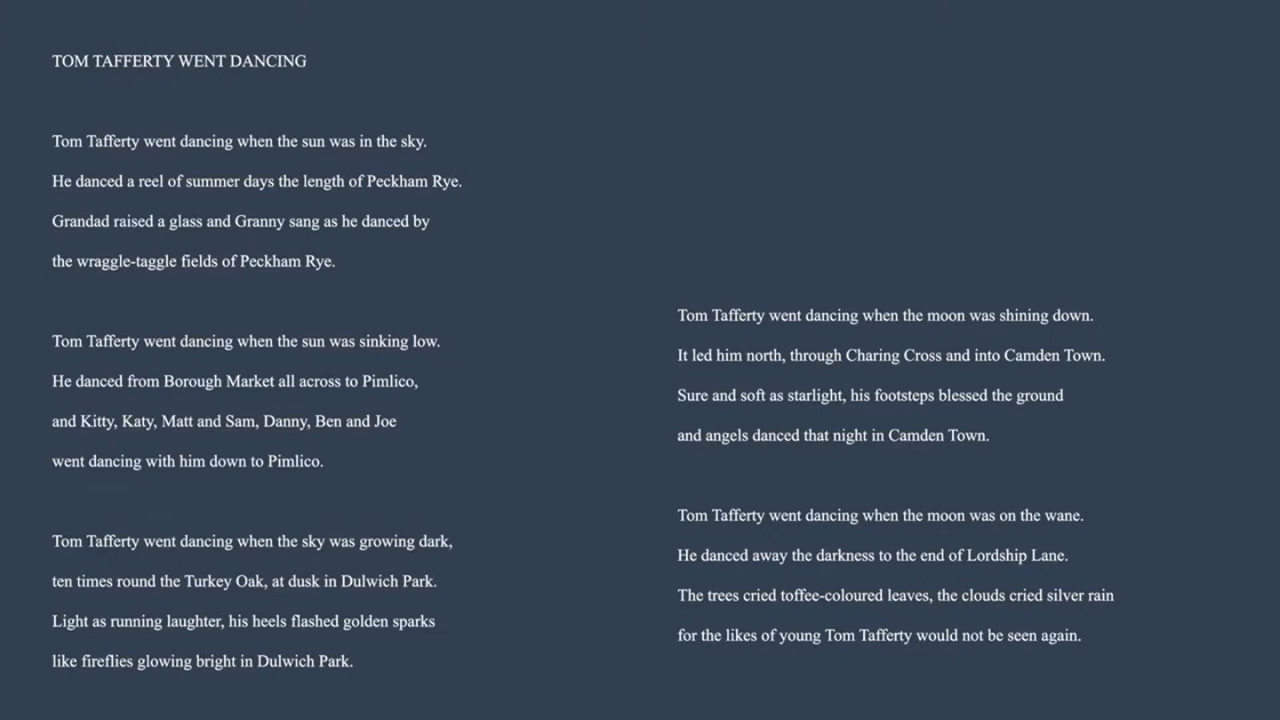 TOM TAFFERTY WENT DANCING
Tom Tafferty went dancing when the sun was in the sky.
He danced a reel of summer days the length of Peckham Rye.
Grandad raised a glass and Granny sang as he danced by
the wraggle-taggle fields of Peckham Rye.
Tom Tafferty went dancing when the sun was sinking low.
He danced from Borough Market all across to Pimlico,
and Kitty, Katy, Matt and Sam, Danny, Ben and Joe
went dancing with him down to Pimlico.
Tom Tafferty went dancing when the sky was growing dark,
ten times round the Turkey Oak, at dusk in Dulwich Park.
Light as running laughter, his heels flashed golden sparks
like fireflies glowing bright in Dulwich Park.
Tom Tafferty went dancing when the moon was shining down.
It led him north, through Charing Cross and into Camden Town.
Sure and soft as starlight, his footsteps blessed the ground
and angels danced that night in Camden Town.
Tom Tafferty went dancing when the moon was on the wane.
He danced away the darkness to the end of Lordship Lane.
The trees cried toffee-coloured leaves, the clouds cried silver rain
for the likes of young Tom Tafferty would not be seen again.